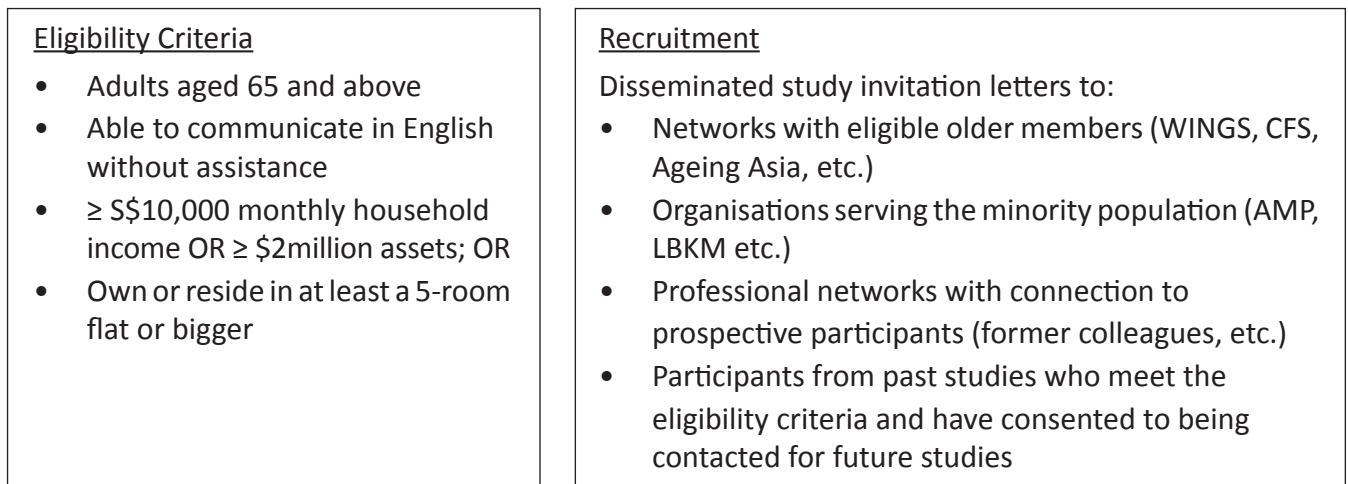 Eligibility Criteria
• Adults aged 65 and above
• Able to communicate in English
without assistance
• ≥ S$10,000 monthly household
income OR ≥ $2million assets; OR
• Own or reside in at least a 5-room
flat or bigger
Recruitment
Disseminated study invitation letters to:
• Networks with eligible older members (WINGS, CFS,
Ageing Asia, etc.)
• Organisations serving the minority population (AMP,
LBKM etc.)
• Professional networks with connection to
prospective participants (former colleagues, etc.)
• Participants from past studies who meet the
eligibility criteria and have consented to being
contacted for future studies